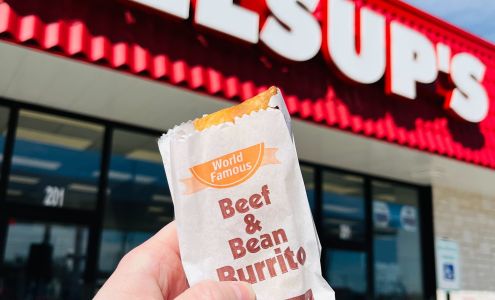 LSUP'S
201
World
Famous
Beef
&
Bean
Burrito